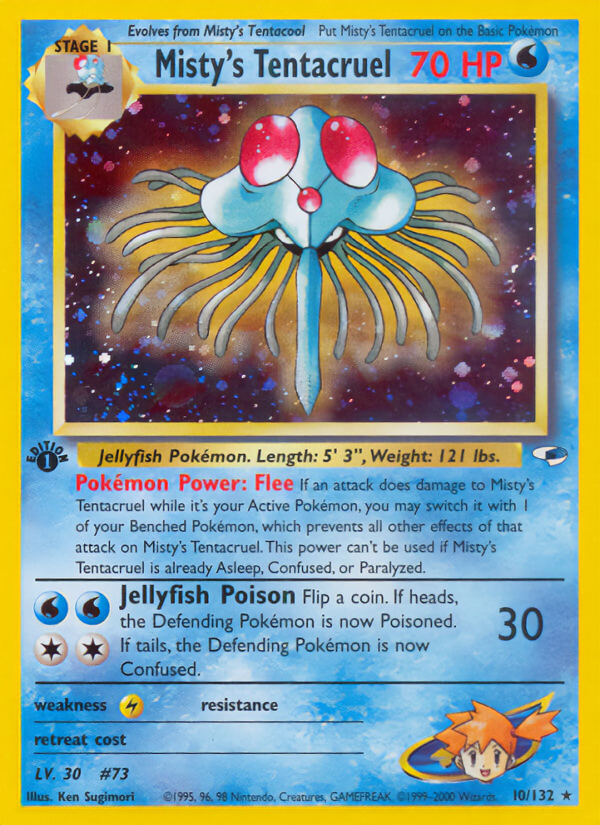 Evolves from Misty's Tentacool Put Misty's Tentacruel on the Basic Pokémon
STAGE 1
Misty's Tentacruel 70 HP
EDITION
1
Jellyfish Pokémon. Length: 5' 3", Weight: 121 lbs.
Pokémon Power: Flee If an attack does damage to Misty's
Tentacruel while it's your Active Pokémon, you may switch it with 1
of your Benched Pokémon, which prevents all other effects of that
attack on Misty's Tentacruel. This power can't be used if Misty's
Tentacruel is already Asleep, Confused, or Paralyzed.
Jellyfish Poison Flip a coin. If heads,
the Defending Pokémon is now Poisoned.
If tails, the Defending Pokémon is now
Confused.
30
weakness resistance
retreat cost
LV. 30 #73
Illus. Ken Sugimori ©1995, 96, 98 Nintendo, Creatures, GAMEFREAK. ©1999-2000 Wizards. 10/132 ★